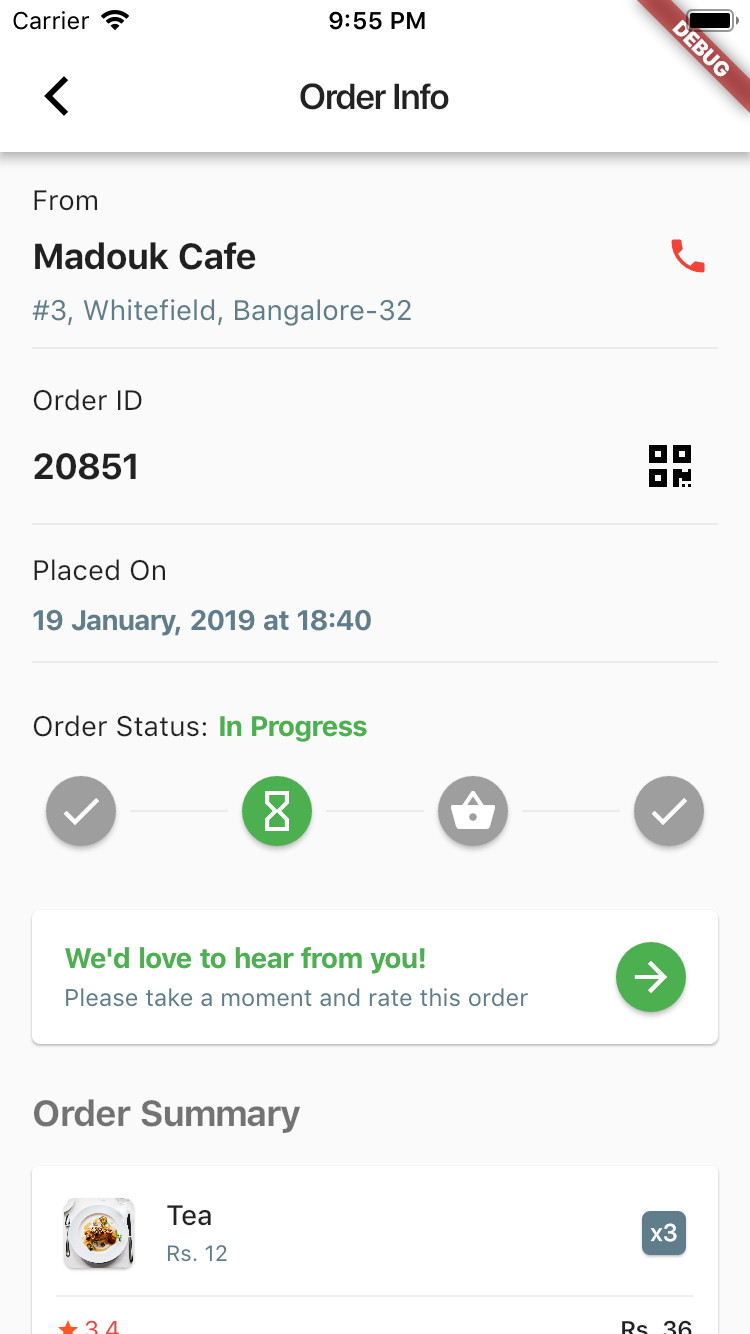 Carrier 9:55 PM
DEBUG
Order Info
From
Madouk Cafe
#3, Whitefield, Bangalore-32
Order ID
20851
Placed On
19 January, 2019 at 18:40
Order Status: In Progress
We'd love to hear from you!
Please take a moment and rate this order
Order Summary
Tea
x3
Rs. 12
3.4 Rs. 36